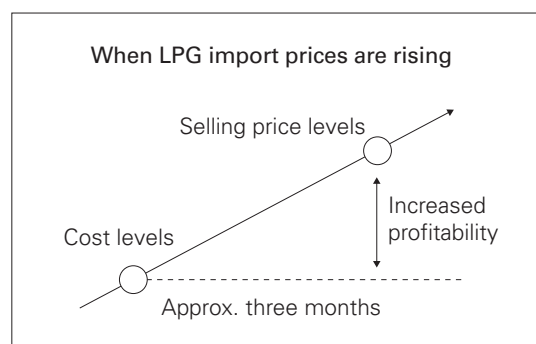 When LPG import prices are rising
Selling price levels
Increased
profitability
Cost levels
Approx. three months